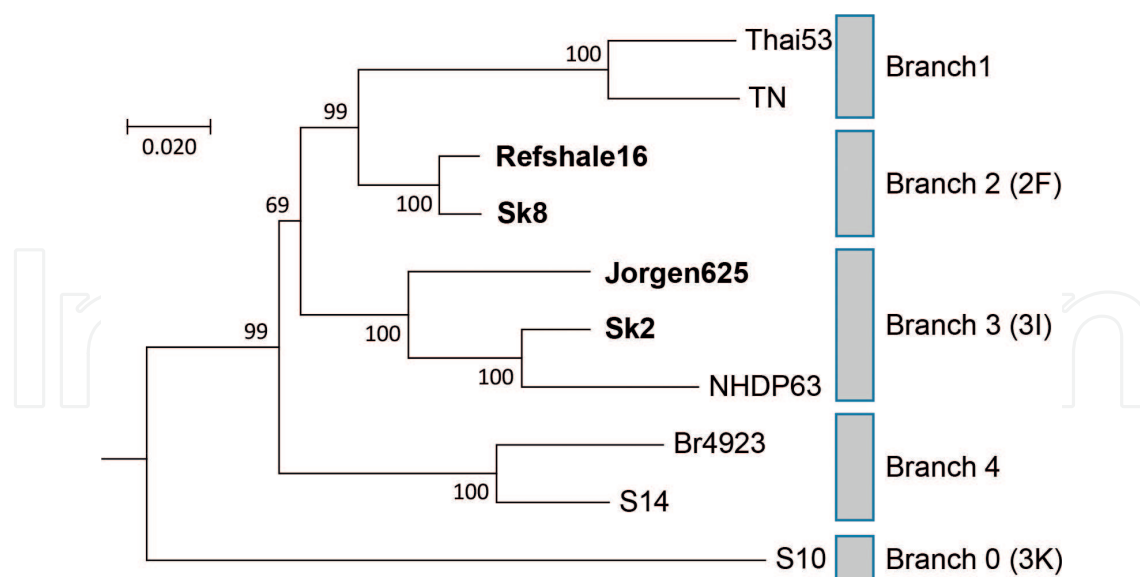 Thai53
100
Branch1
TN
99
0.020
Refshale16
Branch 2 (2F)
100
69
Sk8
Jorgen625
Branch 3 (3I)
100
Sk2
99
100
NHDP63
Br4923
Branch 4
100
S14
S10
Branch 0 (3K)